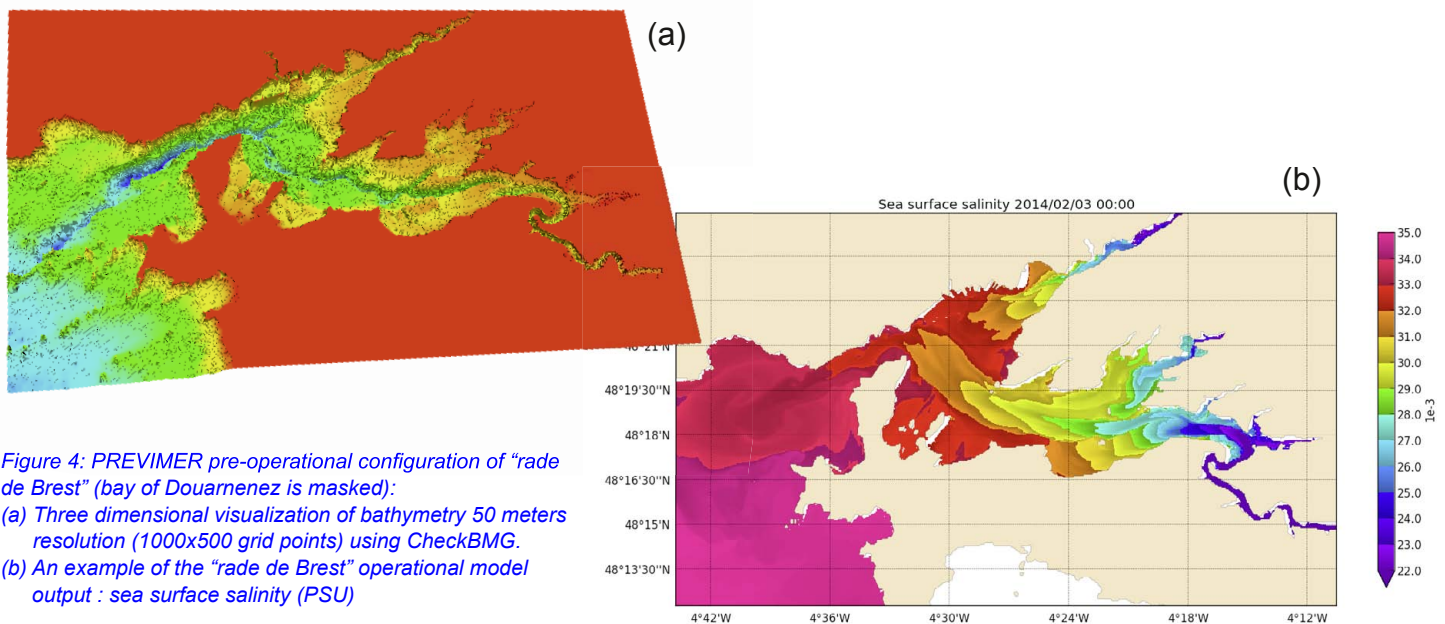 (a)
(b)
Sea surface salinity 2014/02/03 00:00
35.0
34.0
33.0
32.0
31.0
30.0
29.0
28.0
27.0
26.0
25.0
24.0
23.0
22.0
1e-3
48°19'30''N
48°18'N
48°16'30''N
48°15'N
48°13'30''N
4°42'W 4°36'W 4°30'W 4°24'W 4°18'W 4°12'W
Figure 4: PREVIMER pre-operational configuration of “rade
de Brest” (bay of Douarnenez is masked):
(a) Three dimensional visualization of bathymetry 50 meters
resolution (1000x500 grid points) using CheckBMG.
(b) An example of the “rade de Brest” operational model
output : sea surface salinity (PSU)